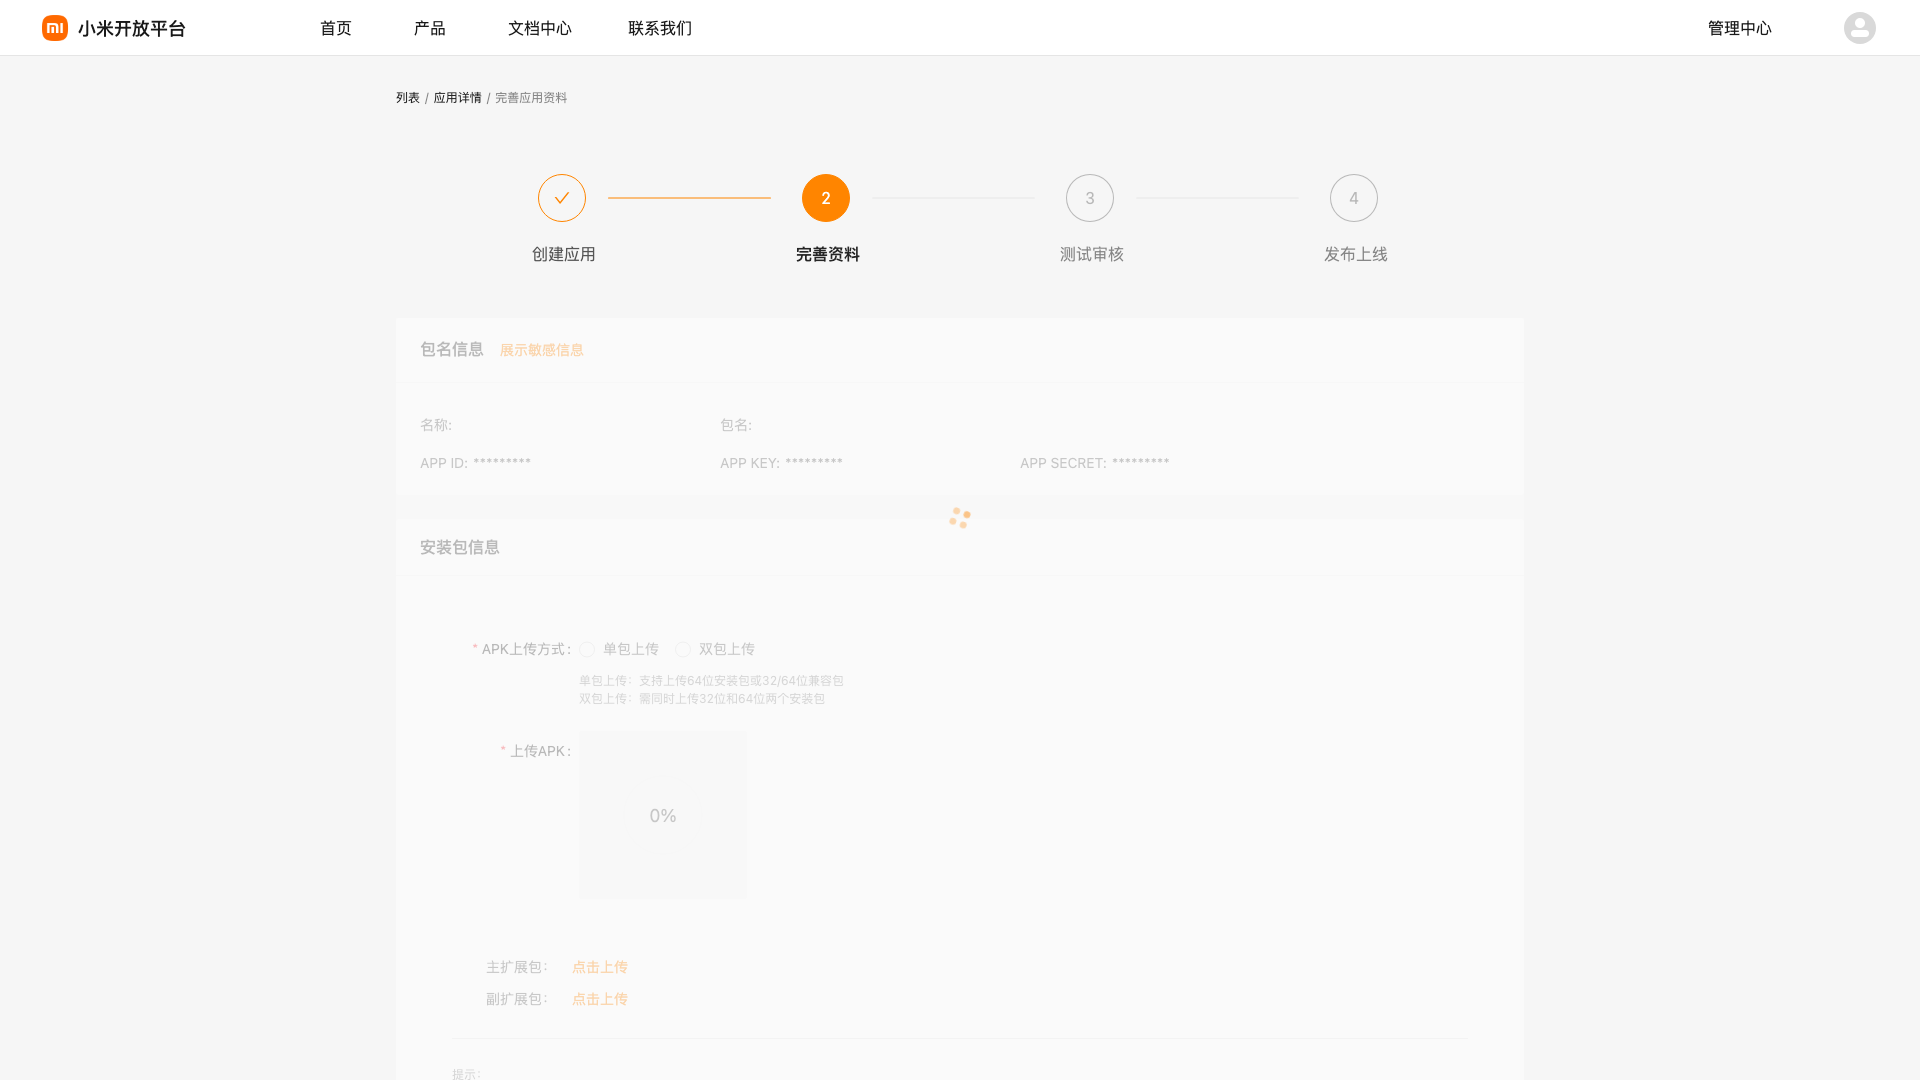 小米开放平台 首页 产品 文档中心 联系我们 管理中心
列表 / 应用详情 / 完善应用资料
2 3 4
创建应用 完善资料 测试审核 发布上线
包名信息 展示敏感信息
名称: 包名:
APP ID: ********* APP KEY: ********* APP SECRET: *********
安装包信息
* APK上传方式: 单包上传 双包上传
单包上传：支持上传64位安装包或32/64位兼容包
双包上传：需同时上传32位和64位两个安装包
* 上传APK:
0%
主扩展包： 点击上传
副扩展包： 点击上传
提示：